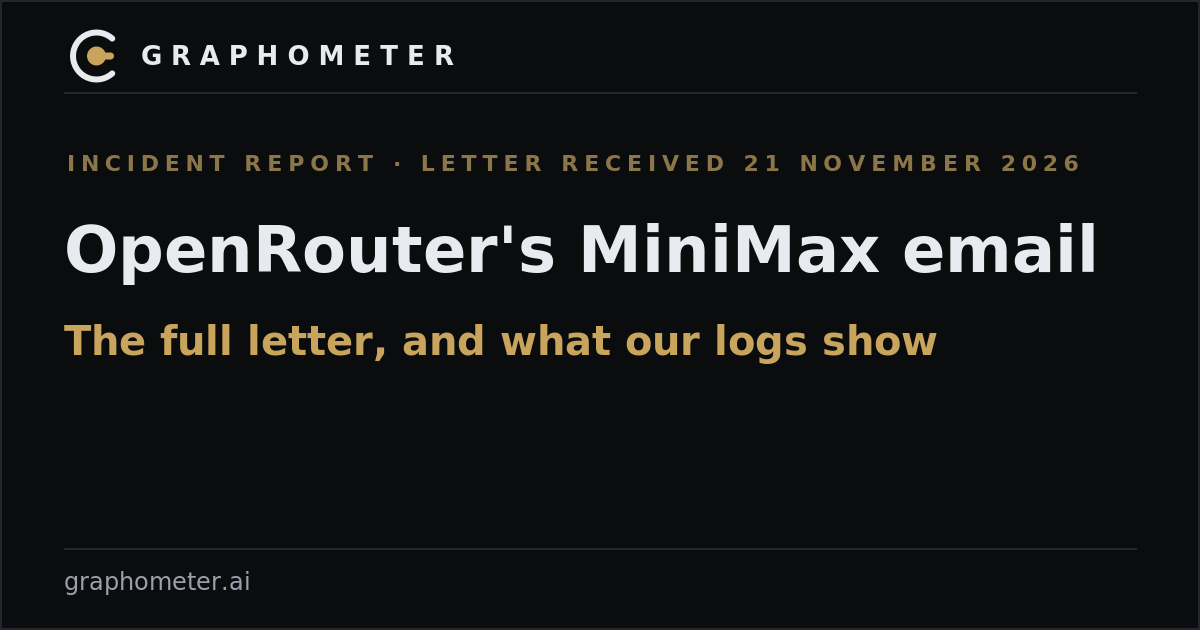 GRAPHOMETER
INCIDENT REPORT · LETTER RECEIVED 21 NOVEMBER 2026
OpenRouter's MiniMax email
The full letter, and what our logs show
graphometer.ai